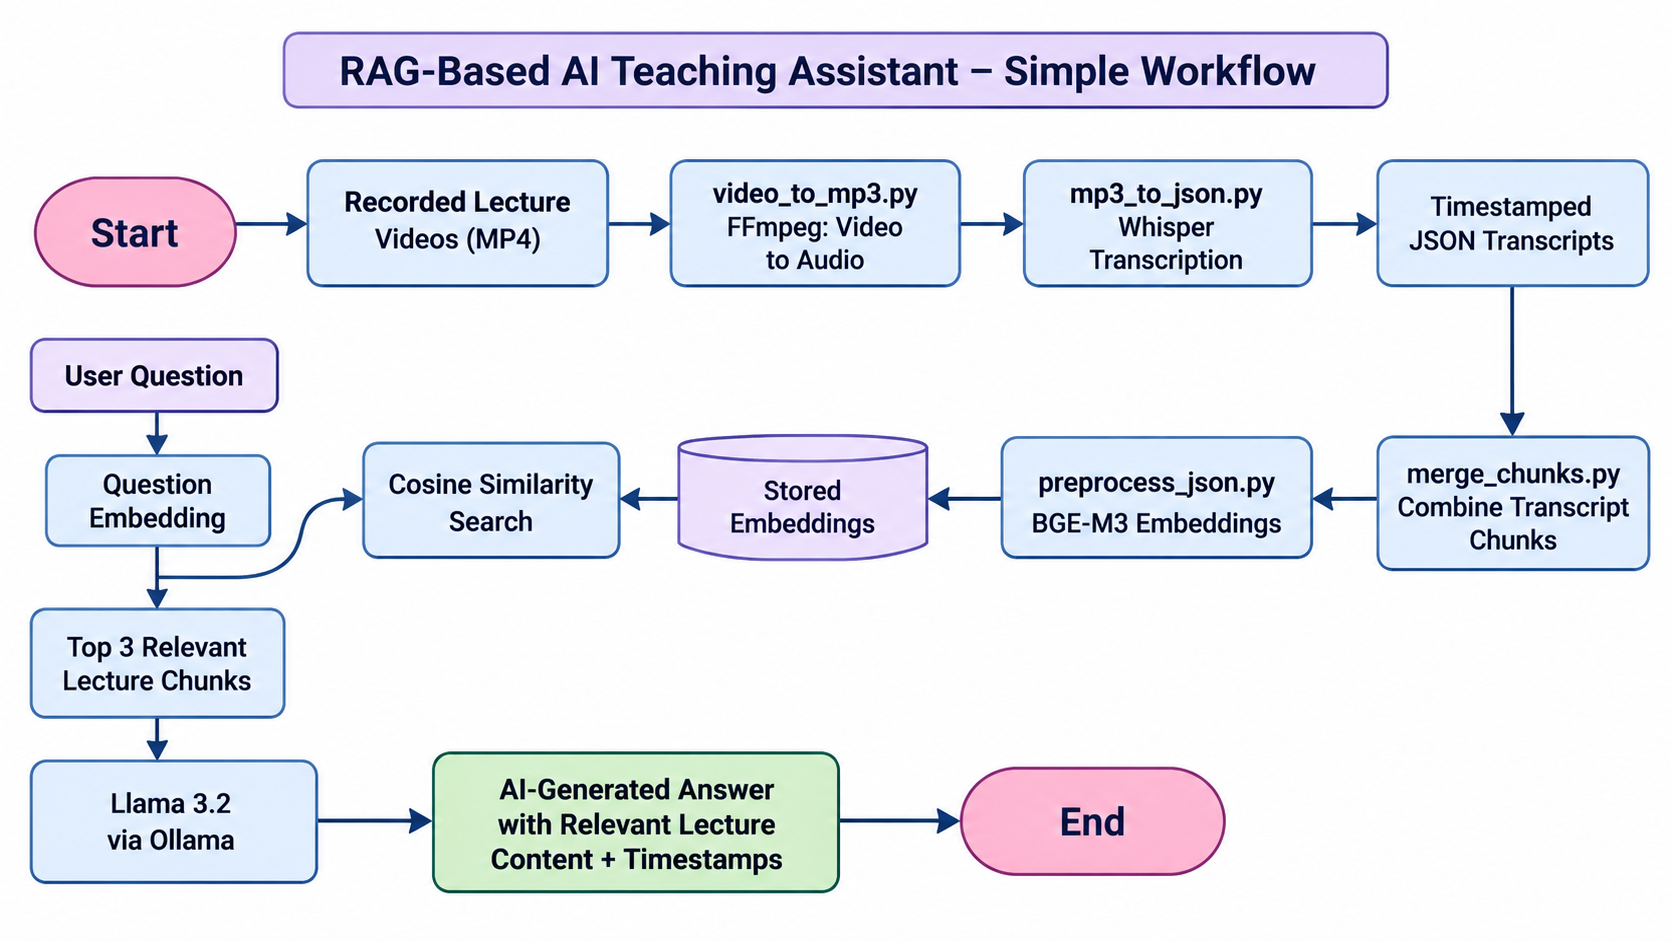 RAG-Based AI Teaching Assistant – Simple Workflow
Start
Recorded Lecture
Videos (MP4)
video_to_mp3.py
FFmpeg: Video
to Audio
mp3_to_json.py
Whisper
Transcription
Timestamped
JSON Transcripts
merge_chunks.py
Combine Transcript
Chunks
preprocess_json.py
BGE-M3 Embeddings
Stored
Embeddings
Cosine Similarity
Search
User Question
Question
Embedding
Top 3 Relevant
Lecture Chunks
Llama 3.2
via Ollama
AI-Generated Answer
with Relevant Lecture
Content + Timestamps
End